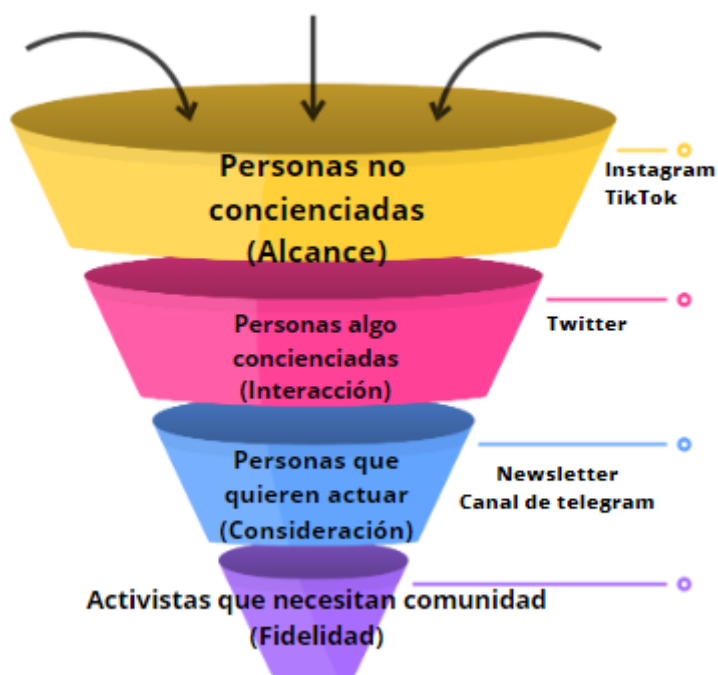 Personas no
concienciadas
(Alcance)
Instagram
TikTok
Personas algo
concienciadas
(Interacción)
Twitter
Personas que
quieren actuar
(Consideración)
Newsletter
Canal de telegram
Activistas que necesitan comunidad
(Fidelidad)